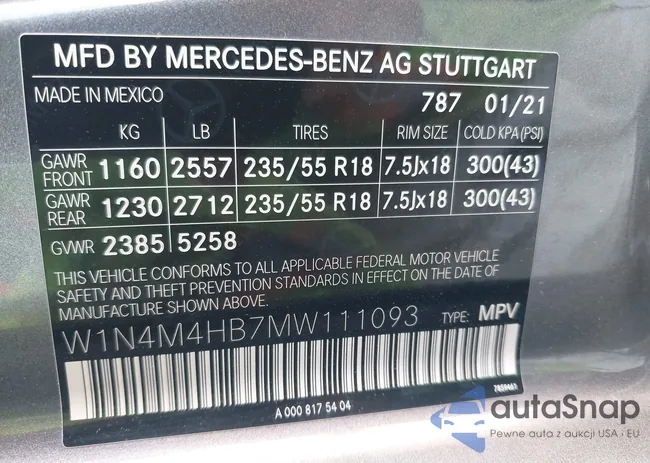 MFD BY MERCEDES-BENZ AG STUTTGART
MADE IN MEXICO 787 01/21
KG LB TIRES RIM SIZE COLD KPA(PSI)
GAWR FRONT 1160 2557 235/55 R18 7.5Jx18 300(43)
GAWR REAR 1230 2712 235/55 R18 7.5Jx18 300(43)
GVWR 2385 5258
THIS VEHICLE CONFORMS TO ALL APPLICABLE FEDERAL MOTOR VEHICLE
SAFETY AND THEFT PREVENTION STANDARDS IN EFFECT ON THE DATE OF
MANUFACTURE SHOWN ABOVE.
W1N4M4HB7MW111093 TYPE: MPV
7859461
A 000 817 54 04
autaSnap
Pewne auta z aukcji USA i EU